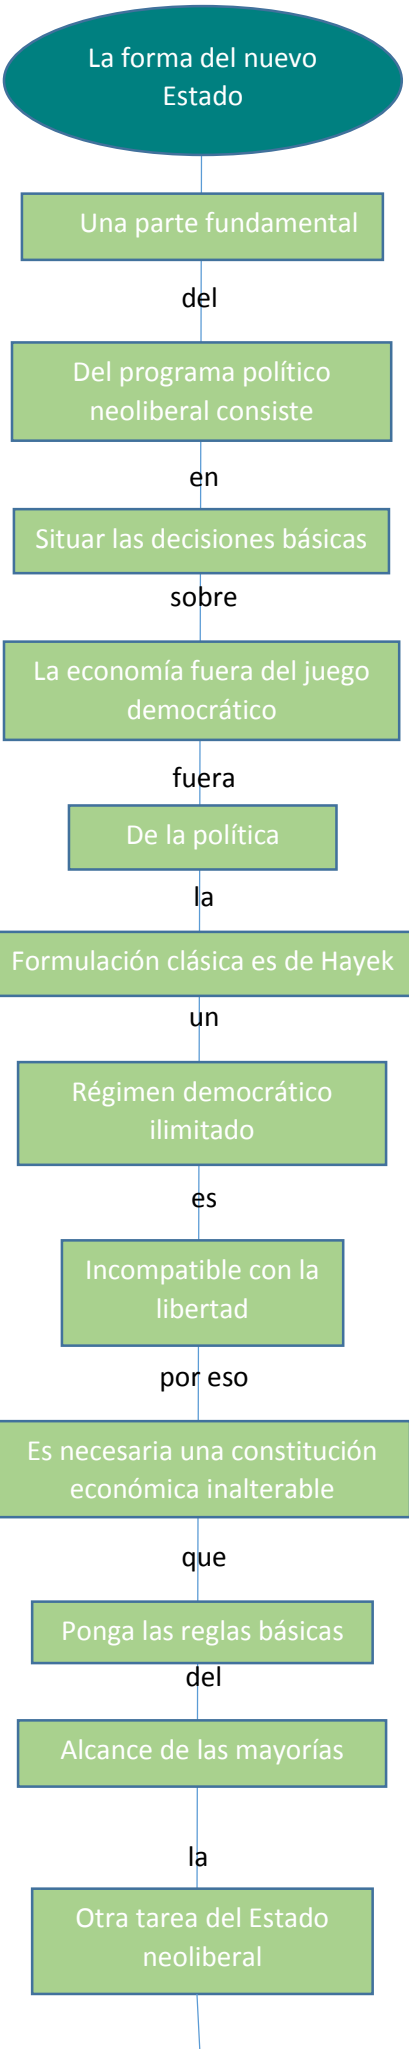 La forma del nuevo
Estado
Una parte fundamental
del
Del programa político
neoliberal consiste
en
Situar las decisiones básicas
sobre
La economía fuera del juego
democrático
fuera
De la política
la
Formulación clásica es de Hayek
un
Régimen democrático
ilimitado
es
Incompatible con la
libertad
por eso
Es necesaria una constitución
económica inalterable
que
Ponga las reglas básicas
del
Alcance de las mayorías
la
Otra tarea del Estado
neoliberal